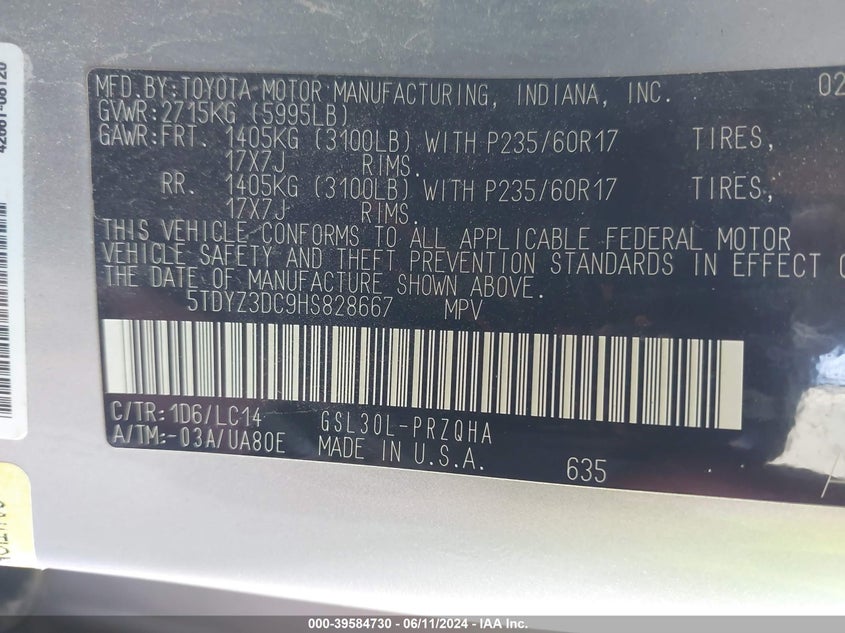 42661-08120
MFD.BY:TOYOTA MOTOR MANUFACTURING, INDIANA, INC. 02
GVWR:2715KG (5995LB)
GAWR:FRT. 1405KG (3100LB) WITH P235/60R17 TIRES,
17X7J RIMS.
RR. 1405KG (3100LB) WITH P235/60R17 TIRES,
17X7J RIMS.
THIS VEHICLE CONFORMS TO ALL APPLICABLE FEDERAL MOTOR
VEHICLE SAFETY AND THEFT PREVENTION STANDARDS IN EFFECT
THE DATE OF MANUFACTURE SHOWN ABOVE.
5TDYZ3DC9HS828667 MPV
C/TR:1D6/LC14 GSL30L-PRZQHA
A/TM:-03A/UA80E MADE IN U.S.A. 635
000-39584730 - 06/11/2024 - IAA Inc.